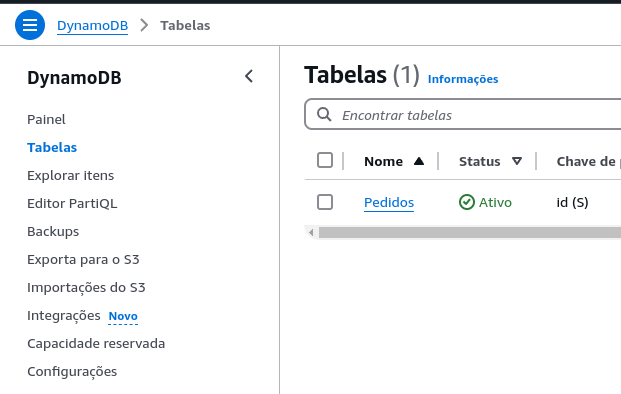 DynamoDB > Tabelas
DynamoDB
Painel
Tabelas
Explorar itens
Editor PartiQL
Backups
Exporta para o S3
Importações do S3
Integrações Novo
Capacidade reservada
Configurações
Tabelas (1) Informações
Encontrar tabelas
Nome Status Chave de
Pedidos Ativo id (S)